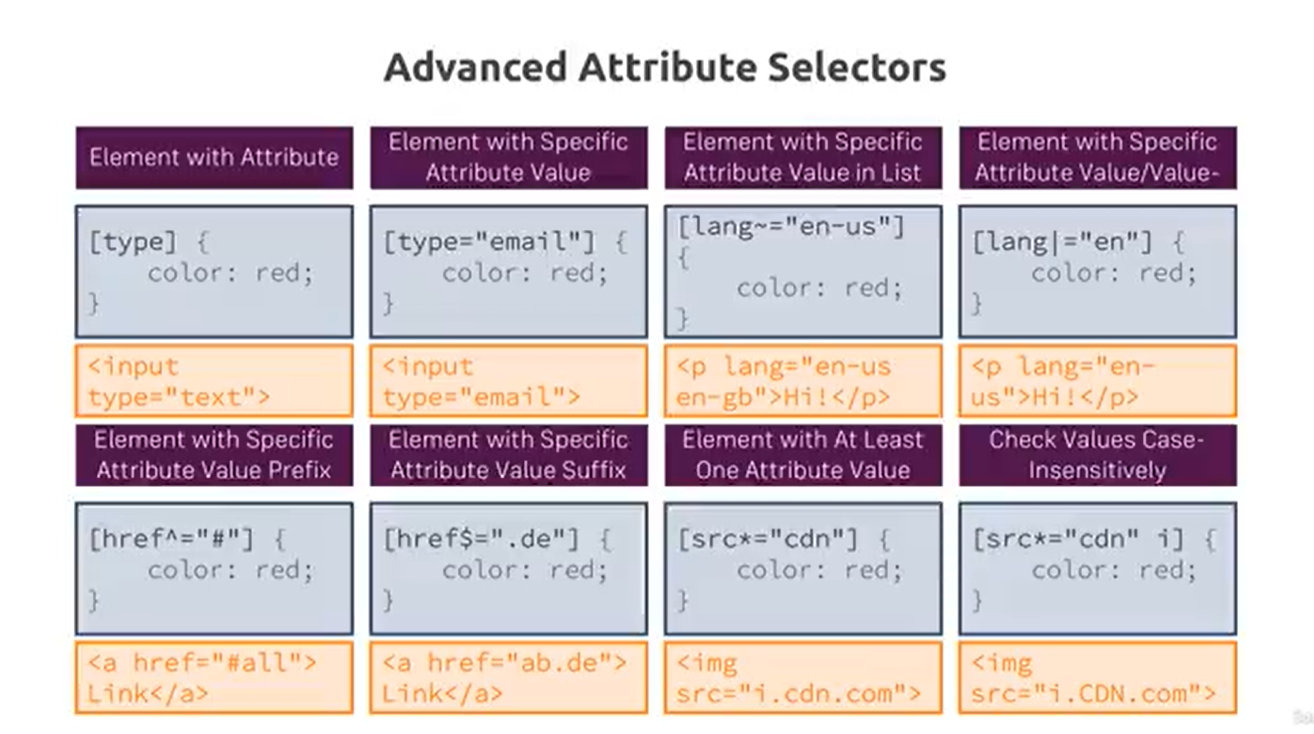 Advanced Attribute Selectors
Element with Attribute
Element with Specific
Attribute Value
Element with Specific
Attribute Value in List
Element with Specific
Attribute Value/Value-
[type] {
color: red;
}
[type="email"] {
color: red;
}
[lang~="en-us"]
{
color: red;
}
[lang|="en"] {
color: red;
}
<input
type="text">
<input
type="email">
<p lang="en-us
en-gb">Hi!</p>
<p lang="en-
us">Hi!</p>
Element with Specific
Attribute Value Prefix
Element with Specific
Attribute Value Suffix
Element with At Least
One Attribute Value
Check Values Case-
Insensitively
[href^="#"] {
color: red;
}
[href$=".de"] {
color: red;
}
[src*="cdn"] {
color: red;
}
[src*="cdn" i] {
color: red;
}
<a href="#all">
Link</a>
<a href="ab.de">
Link</a>
<img
src="i.cdn.com">
<img
src="i.CDN.com">